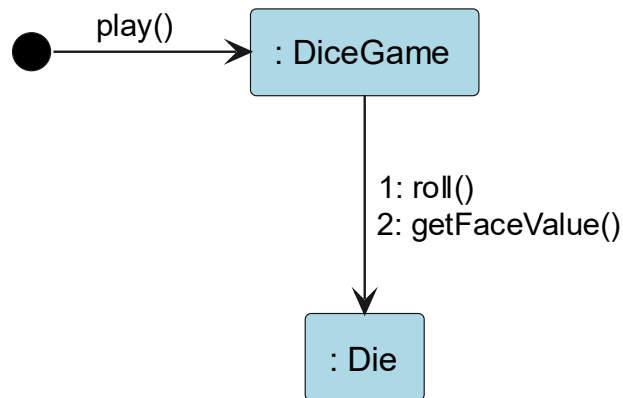 play()
: DiceGame
1: roll()
2: getFaceValue()
: Die